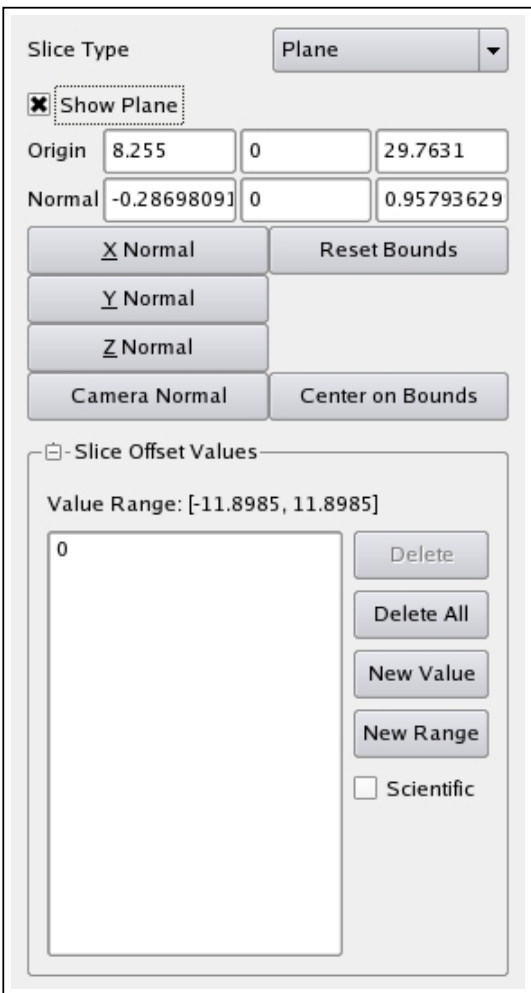 Slice Type Plane
Show Plane
Origin 8.255 0 29.7631
Normal -0.28698091 0 0.95793629
X Normal Reset Bounds
Y Normal
Z Normal
Camera Normal Center on Bounds
Slice Offset Values
Value Range: [-11.8985, 11.8985]
0 Delete
Delete All
New Value
New Range
Scientific